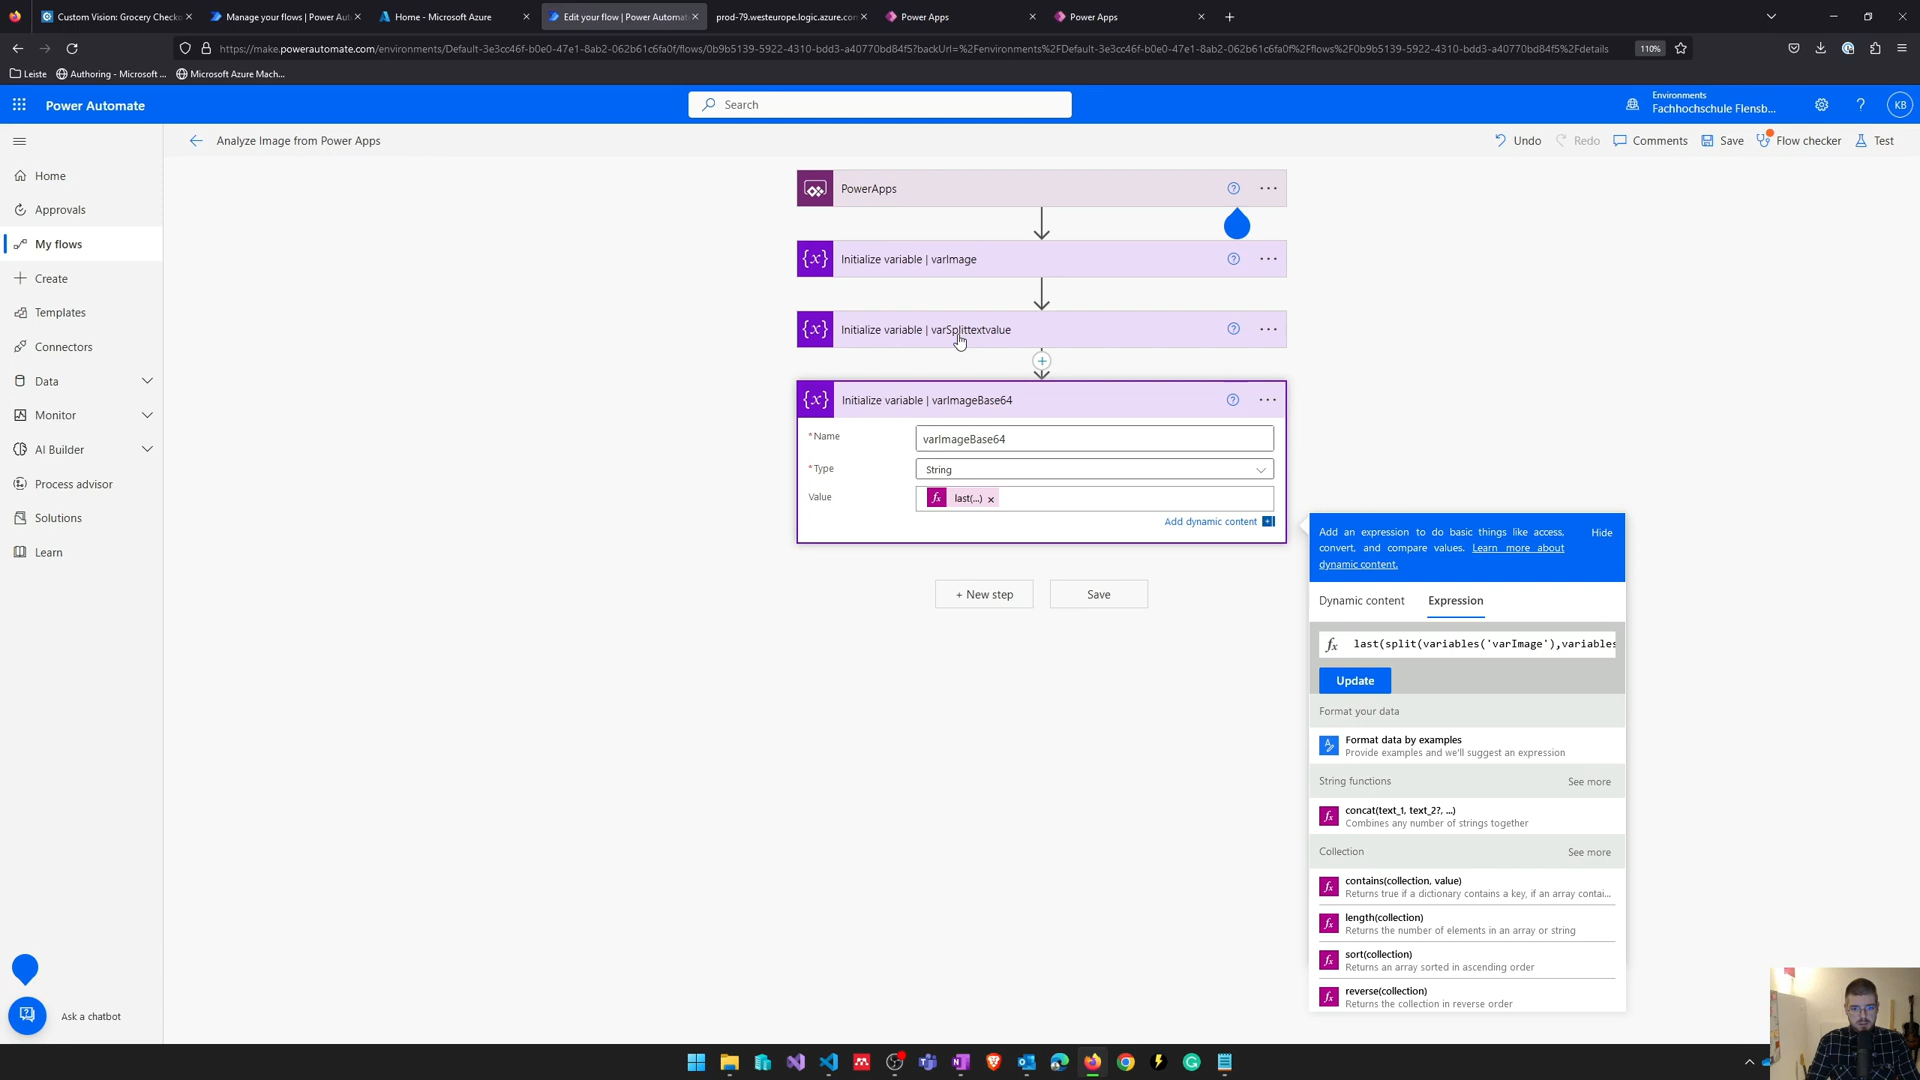 Custom Vision: Grocery Checko
Manage your flows | Power Aut
Home - Microsoft Azure
Edit your flow | Power Automat
prod-79.westeurope.logic.azure.con
Power Apps
Power Apps
https://make.powerautomate.com/environments/Default-3e3cc46f-b0e0-47e1-8ab2-062b61c6fa0f/flows/0b9b5139-5922-4310-bdd3-a40770bd84f5?backUrl=%2Fenvironments%2FDefault-3e3cc46f-b0e0-47e1-8ab2-062b61c6fa0f%2Fflows%2F0b9b5139-5922-4310-bdd3-a40770bd84f5%2Fdetails
110%
Leiste
Authoring - Microsoft ...
Microsoft Azure Mach...
Power Automate
Search
Environments
Fachhochschule Flensb...
KB
Analyze Image from Power Apps
Undo
Redo
Comments
Save
Flow checker
Test
Home
Approvals
My flows
Create
Templates
Connectors
Data
Monitor
AI Builder
Process advisor
Solutions
Learn
Ask a chatbot
PowerApps
Initialize variable | varImage
Initialize variable | varSplittextvalue
Initialize variable | varImageBase64
* Name
varImageBase64
* Type
String
Value
fx last(...) ×
Add dynamic content
+ New step
Save
Add an expression to do basic things like access, convert, and compare values. Learn more about dynamic content.
Hide
Dynamic content
Expression
fx last(split(variables('varImage'),variables
Update
Format your data
Format data by examples
Provide examples and we'll suggest an expression
String functions
See more
concat(text_1, text_2?, ...)
Combines any number of strings together
Collection
See more
contains(collection, value)
Returns true if a dictionary contains a key, if an array contai...
length(collection)
Returns the number of elements in an array or string
sort(collection)
Returns an array sorted in ascending order
reverse(collection)
Returns the collection in reverse order